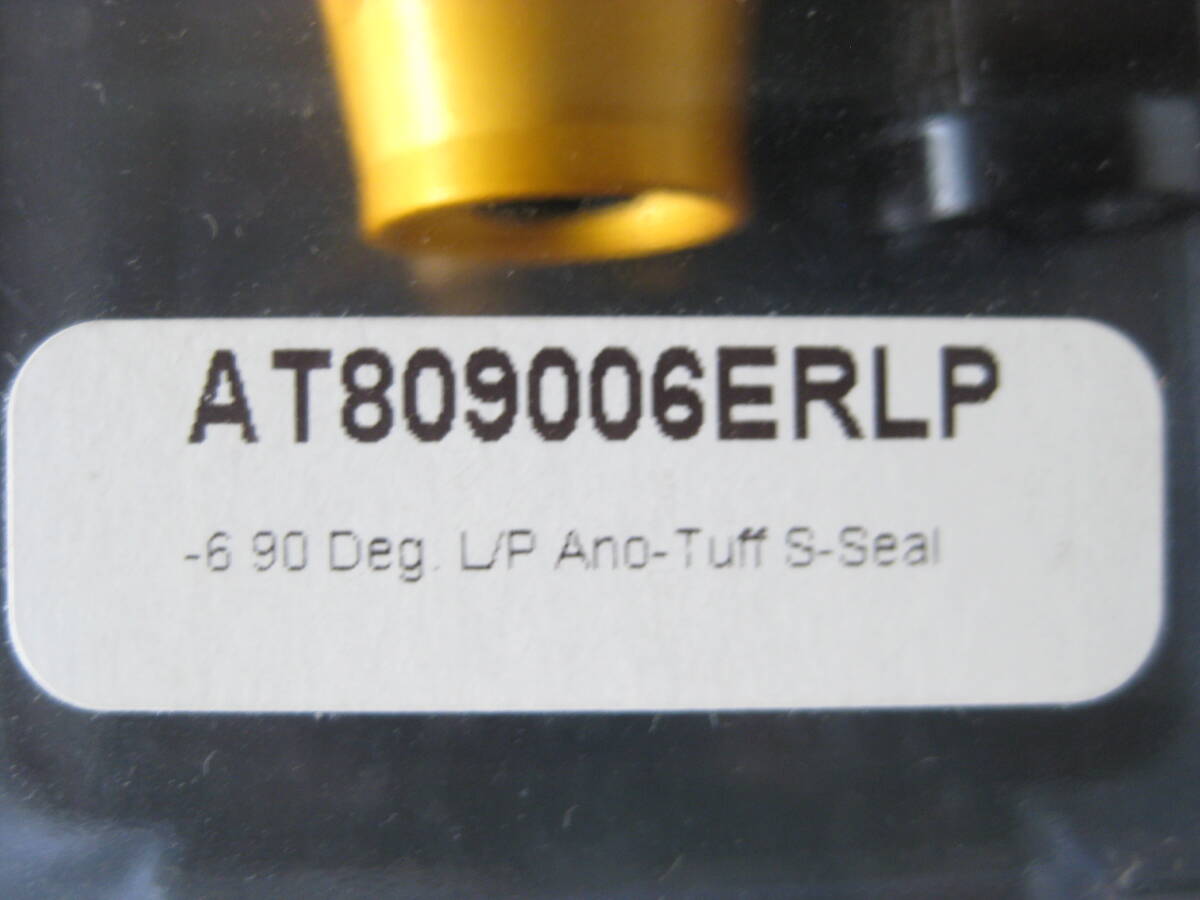 AT809006ERLP
-6 90 Deg. L/P Ano-Tuff S-Seal